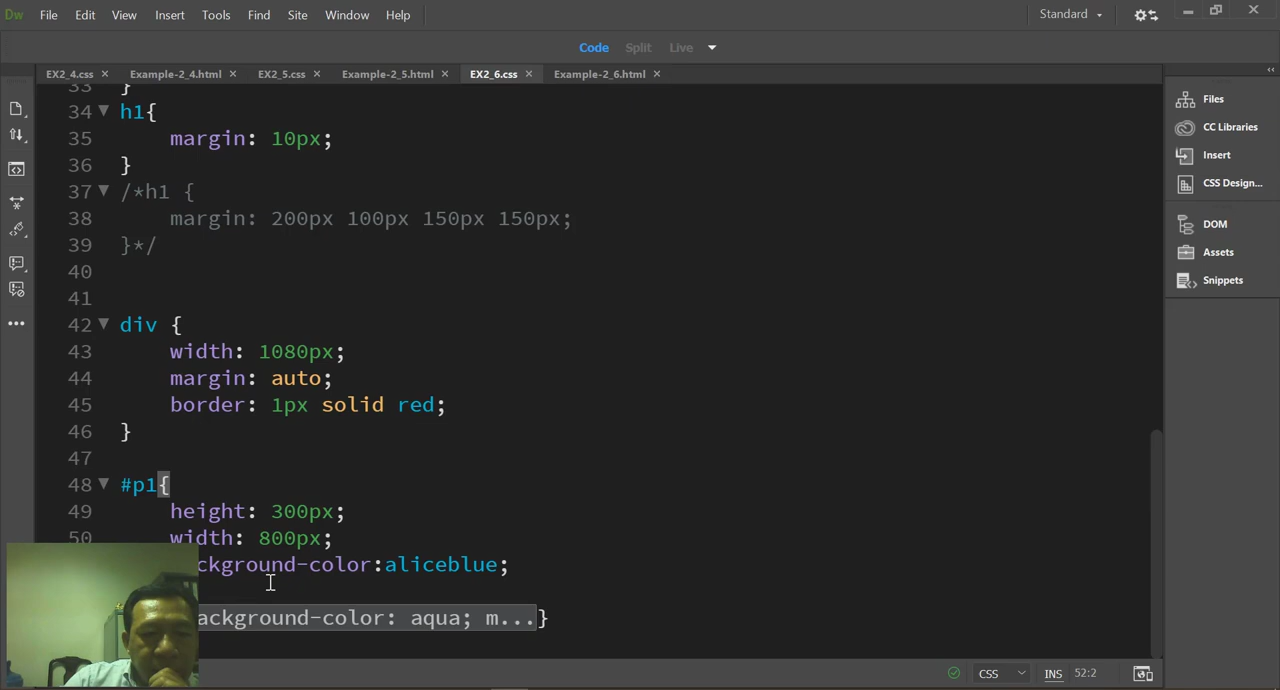 Dw File Edit View Insert Tools Find Site Window Help Standard
Code Split Live
EX2_4.css Example-2_4.html EX2_5.css Example-2_5.html EX2_6.css Example-2_6.html
33 }
34 h1{
35 margin: 10px;
36 }
37 /*h1 {
38 margin: 200px 100px 150px 150px;
39 }*/
40
41
42 div {
43 width: 1080px;
44 margin: auto;
45 border: 1px solid red;
46 }
47
48 #p1{
49 height: 300px;
50 width: 800px;
ckground-color:aliceblue;
ackground-color: aqua; m...}
Files
CC Libraries
Insert
CSS Design...
DOM
Assets
Snippets
CSS INS 52:2